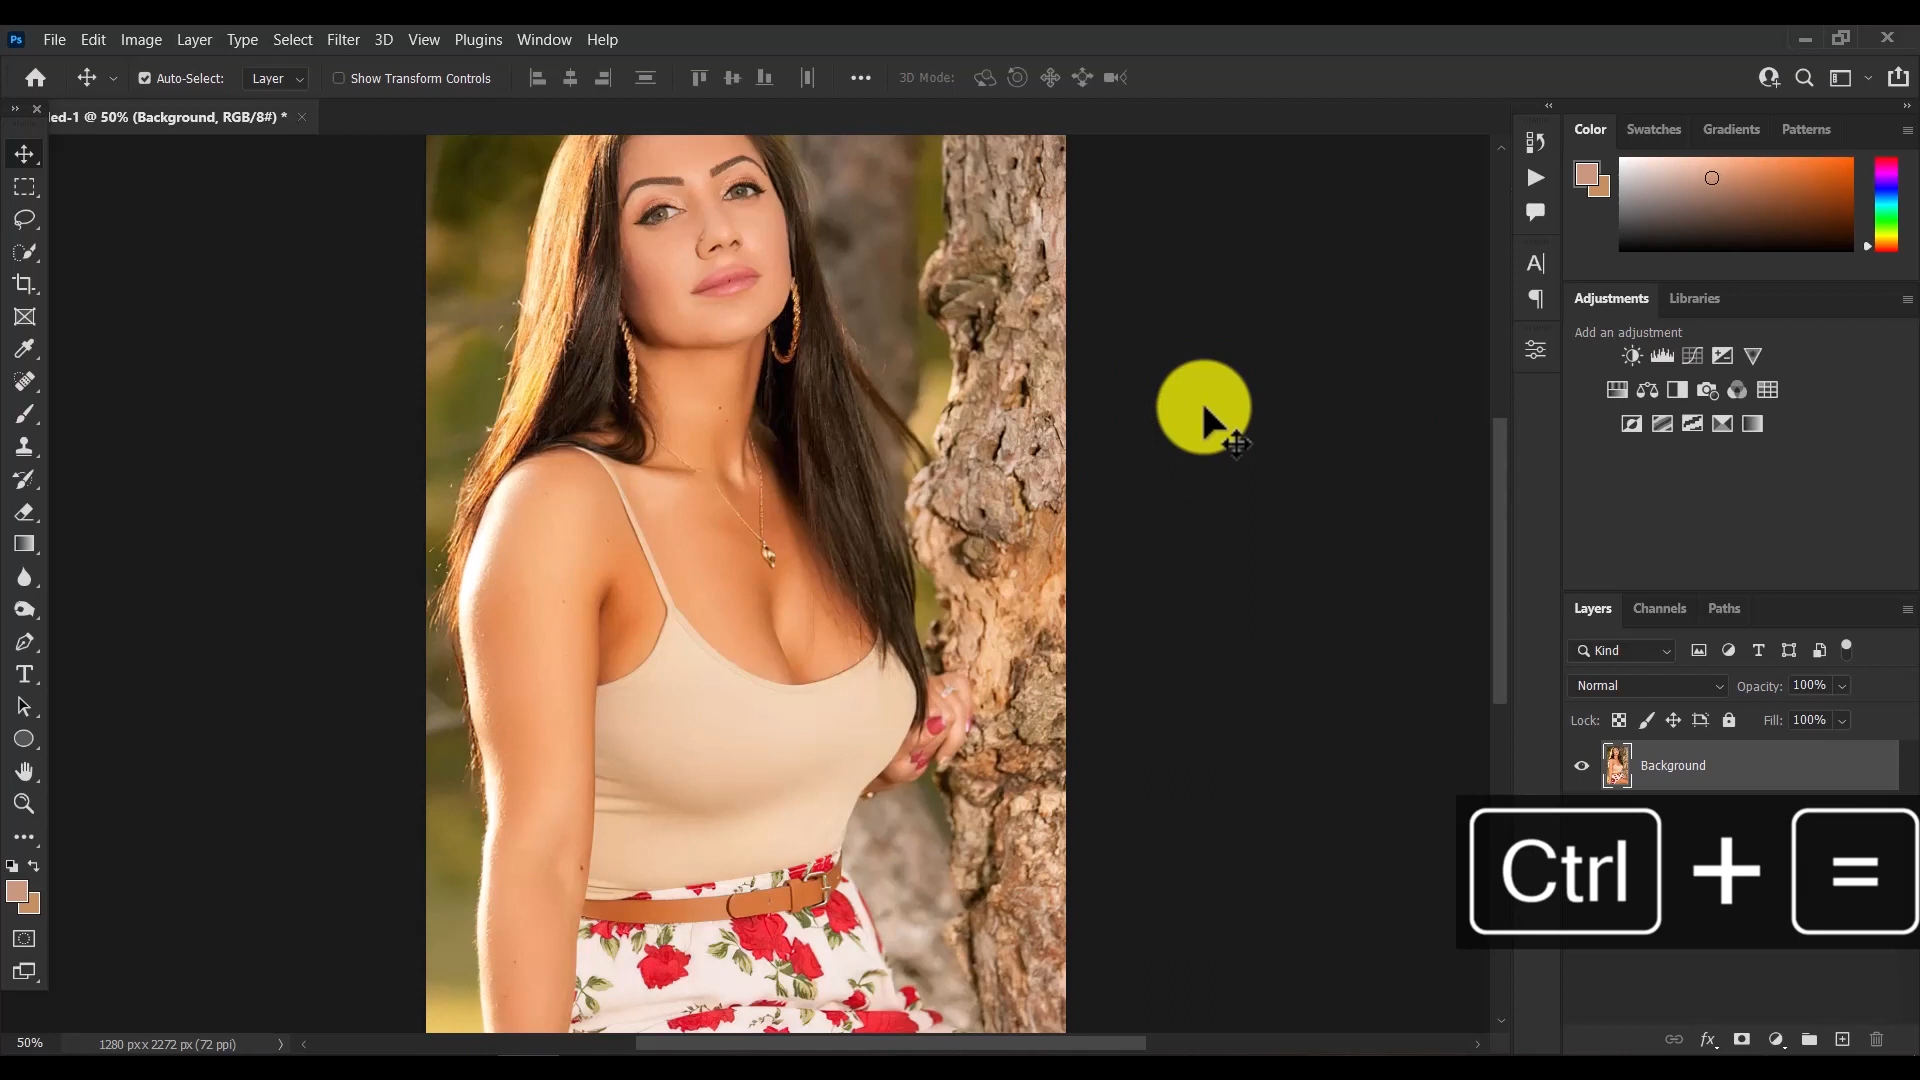 Ps File Edit Image Layer Type Select Filter 3D View Plugins Window Help
Auto-Select: Layer Show Transform Controls 3D Mode:
led-1 @ 50% (Background, RGB/8#) *
Color Swatches Gradients Patterns
Adjustments Libraries
Add an adjustment
Layers Channels Paths
Kind
Normal Opacity: 100%
Lock: Fill: 100%
Background
Ctrl + =
50% 1280 px x 2272 px (72 ppi)
fx